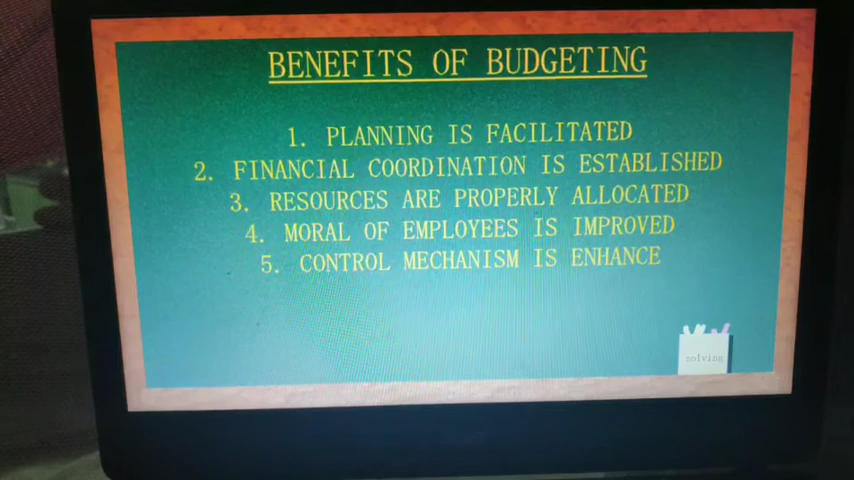 BENEFITS OF BUDGETING
1. PLANNING IS FACILITATED
2. FINANCIAL COORDINATION IS ESTABLISHED
3. RESOURCES ARE PROPERLY ALLOCATED
4. MORAL OF EMPLOYEES IS IMPROVED
5. CONTROL MECHANISM IS ENHANCE
zolving